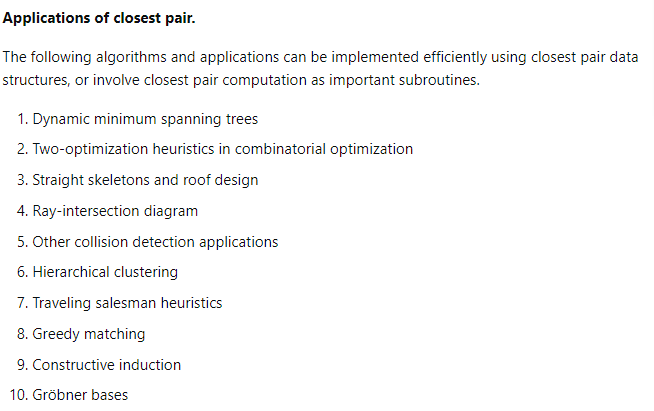 Applications of closest pair.
The following algorithms and applications can be implemented efficiently using closest pair data
structures, or involve closest pair computation as important subroutines.
1. Dynamic minimum spanning trees
2. Two-optimization heuristics in combinatorial optimization
3. Straight skeletons and roof design
4. Ray-intersection diagram
5. Other collision detection applications
6. Hierarchical clustering
7. Traveling salesman heuristics
8. Greedy matching
9. Constructive induction
10. Gröbner bases